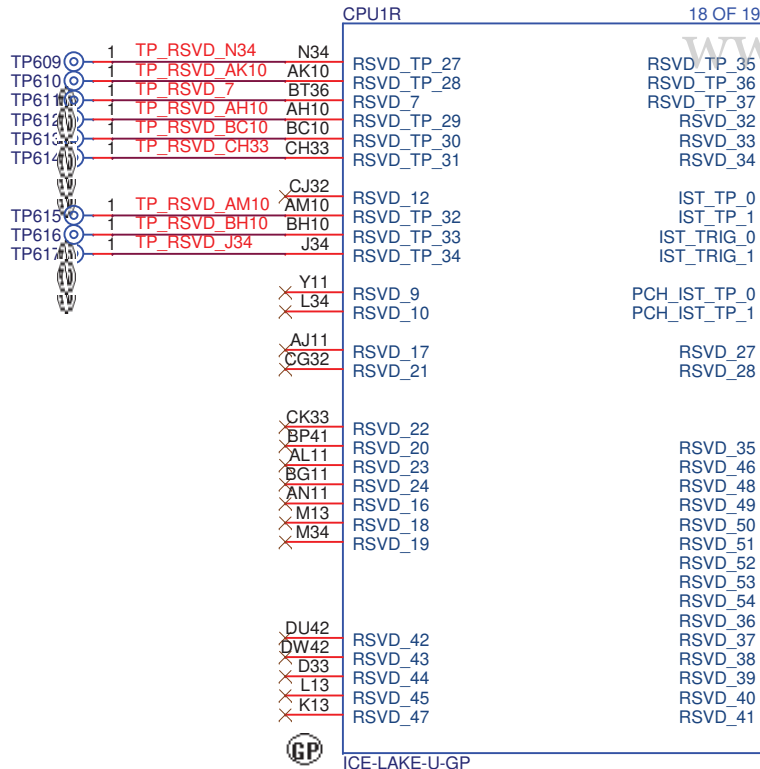 CPU1R 18 OF 19
ww
TP609 1 TP_RSVD_N34 N34 RSVD_TP_27 RSVD_TP_35
TP610 1 TP_RSVD_AK10 AK10 RSVD_TP_28 RSVD_TP_36
TP611 1 TP_RSVD_7 BT36 RSVD_7 RSVD_TP_37
TP612 1 TP_RSVD_AH10 AH10 RSVD_TP_29 RSVD_32
TP613 1 TP_RSVD_BC10 BC10 RSVD_TP_30 RSVD_33
TP614 1 TP_RSVD_CH33 CH33 RSVD_TP_31 RSVD_34
CJ32 RSVD_12 IST_TP_0
TP615 1 TP_RSVD_AM10 AM10 RSVD_TP_32 IST_TP_1
TP616 1 TP_RSVD_BH10 BH10 RSVD_TP_33 IST_TRIG_0
TP617 1 TP_RSVD_J34 J34 RSVD_TP_34 IST_TRIG_1
Y11 RSVD_9 PCH_IST_TP_0
L34 RSVD_10 PCH_IST_TP_1
AJ11 RSVD_17 RSVD_27
CG32 RSVD_21 RSVD_28
CK33 RSVD_22
BP41 RSVD_20 RSVD_35
AL11 RSVD_23 RSVD_46
BG11 RSVD_24 RSVD_48
AN11 RSVD_16 RSVD_49
M13 RSVD_18 RSVD_50
M34 RSVD_19 RSVD_51
RSVD_52
RSVD_53
RSVD_54
RSVD_36
DU42 RSVD_42 RSVD_37
DW42 RSVD_43 RSVD_38
D33 RSVD_44 RSVD_39
L13 RSVD_45 RSVD_40
K13 RSVD_47 RSVD_41
GP
ICE-LAKE-U-GP